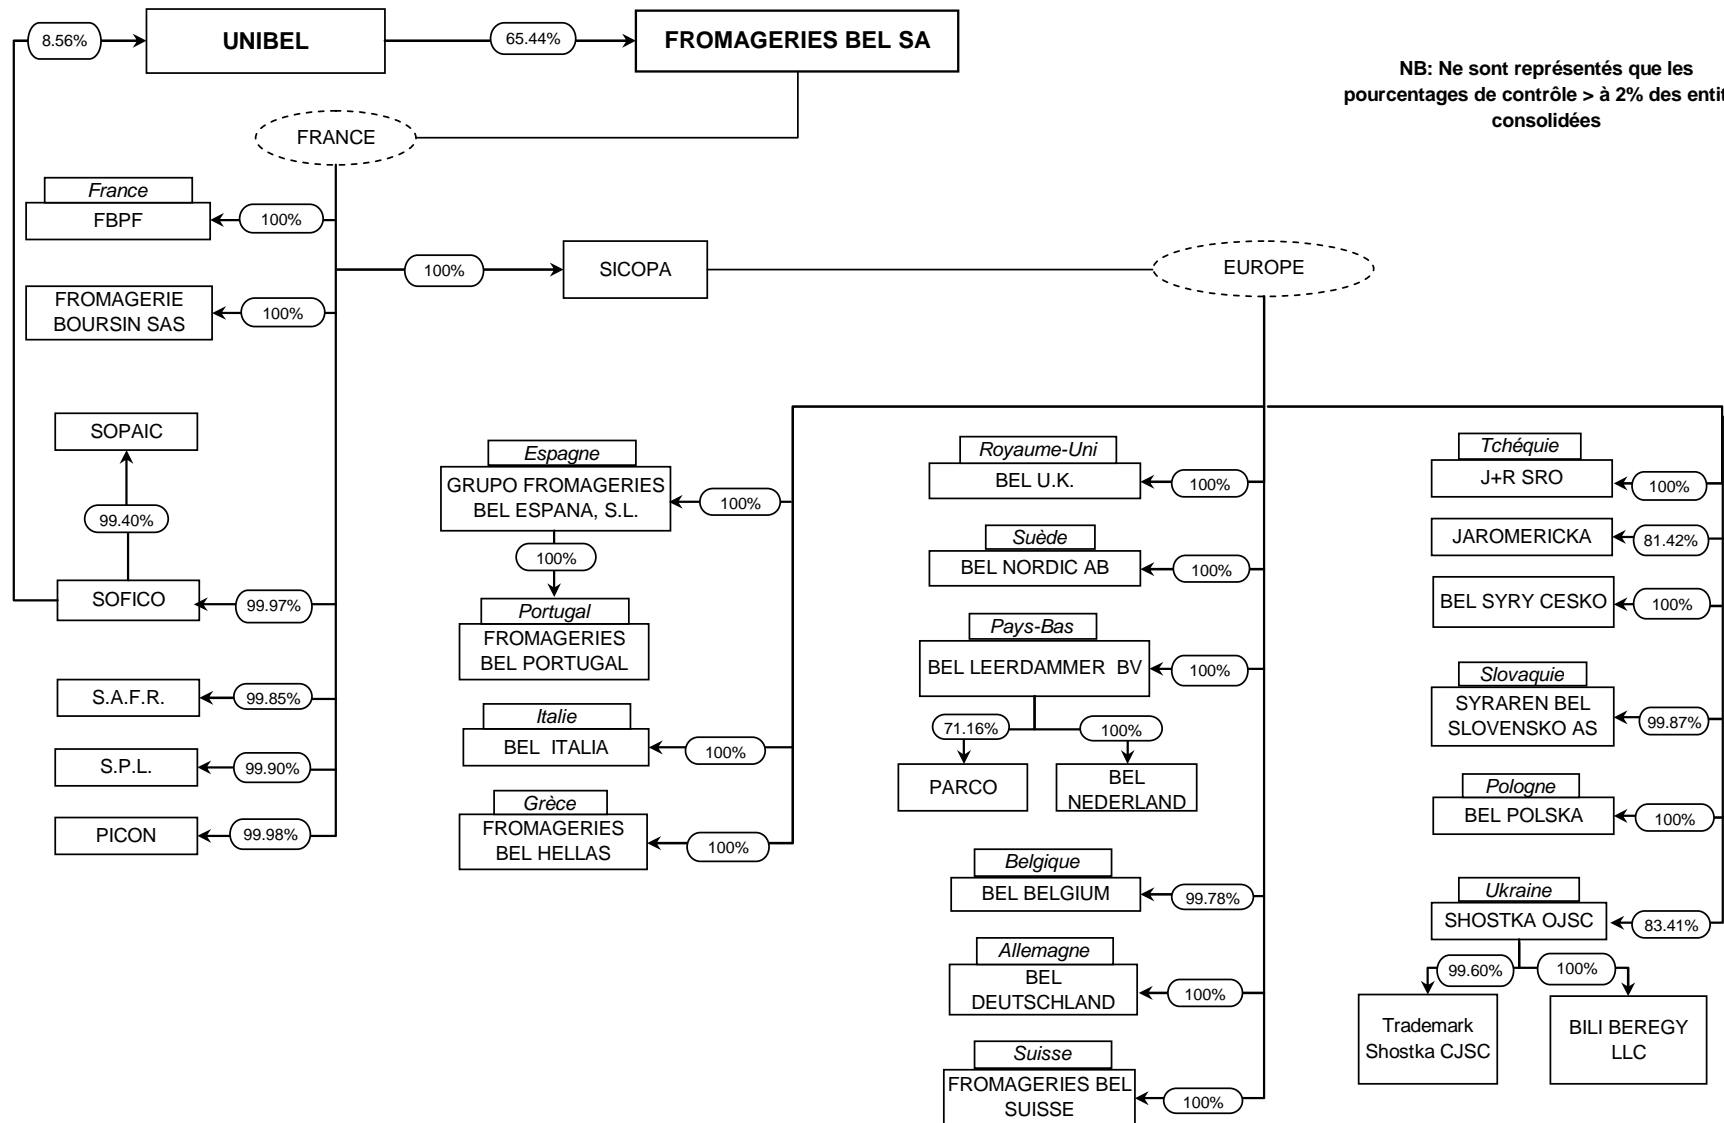 8.56%
UNIBEL
65.44%
FROMAGERIES BEL SA
NB: Ne sont représentés que les
pourcentages de contrôle > à 2% des entit
consolidées
FRANCE
France
FBPF
100%
100%
SICOPA
EUROPE
FROMAGERIE
BOURSIN SAS
100%
SOPAIC
99.40%
SOFICO
99.97%
S.A.F.R.
99.85%
S.P.L.
99.90%
PICON
99.98%
Espagne
GRUPO FROMAGERIES
BEL ESPANA, S.L.
100%
100%
Portugal
FROMAGERIES
BEL PORTUGAL
Italie
BEL ITALIA
100%
Grèce
FROMAGERIES
BEL HELLAS
100%
Royaume-Uni
BEL U.K.
100%
Suède
BEL NORDIC AB
100%
Pays-Bas
BEL LEERDAMMER BV
100%
71.16%
100%
PARCO
BEL
NEDERLAND
Belgique
BEL BELGIUM
99.78%
Allemagne
BEL
DEUTSCHLAND
100%
Suisse
FROMAGERIES BEL
SUISSE
100%
Tchéquie
J+R SRO
100%
JAROMERICKA
81.42%
BEL SYRY CESKO
100%
Slovaquie
SYRAREN BEL
SLOVENSKO AS
99.87%
Pologne
BEL POLSKA
100%
Ukraine
SHOSTKA OJSC
83.41%
99.60%
100%
Trademark
Shostka CJSC
BILI BEREGY
LLC